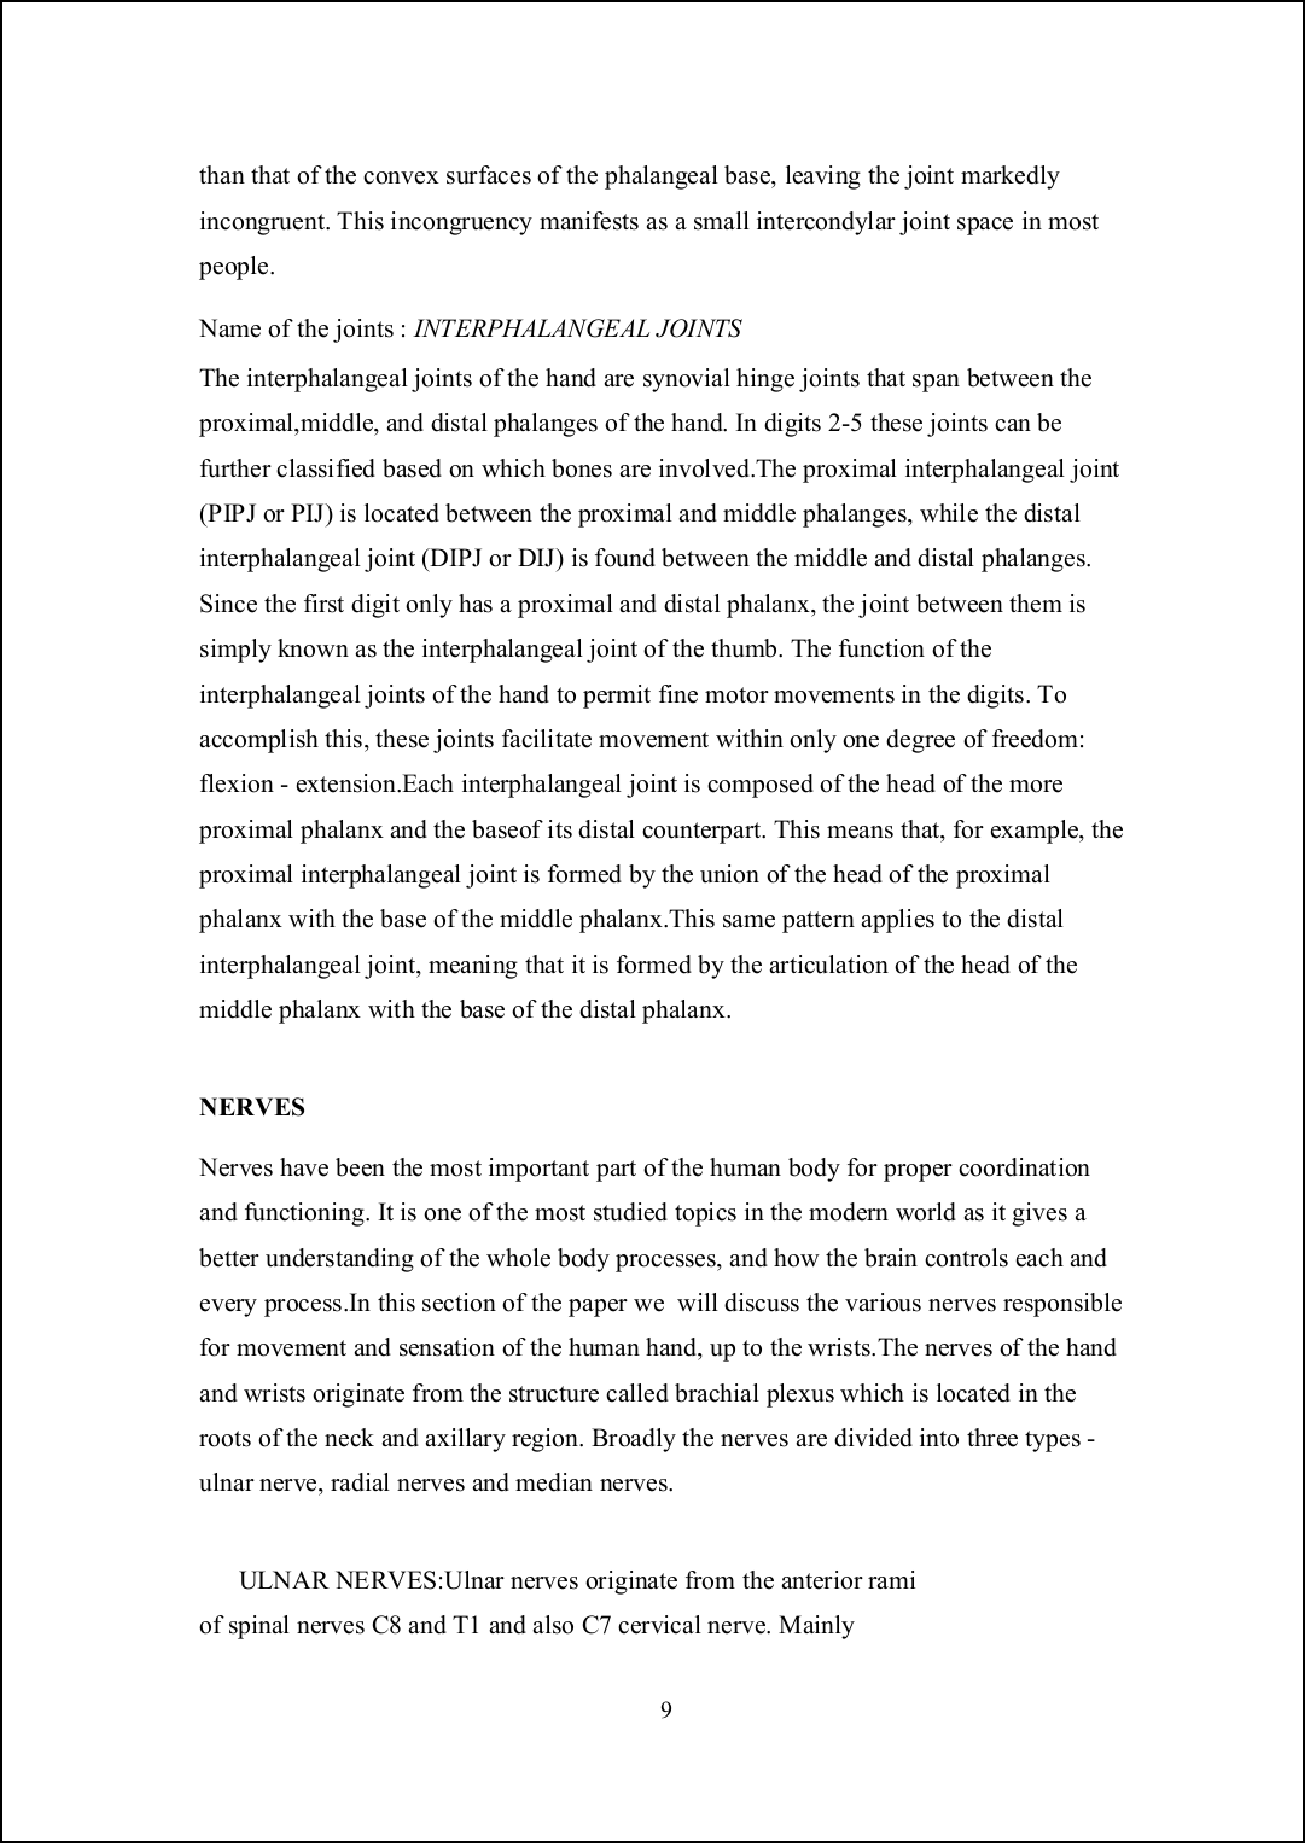 than that of the convex surfaces of the phalangeal base, leaving the joint markedly
incongruent. This incongruency manifests as a small intercondylar joint space in most
people.
Name of the joints : INTERPHALANGEAL JOINTS
The interphalangeal joints of the hand are synovial hinge joints that span between the
proximal,middle, and distal phalanges of the hand. In digits 2-5 these joints can be
further classified based on which bones are involved.The proximal interphalangeal joint
(PIPJ or PIJ) is located between the proximal and middle phalanges, while the distal
interphalangeal joint (DIPJ or DIJ) is found between the middle and distal phalanges.
Since the first digit only has a proximal and distal phalanx, the joint between them is
simply known as the interphalangeal joint of the thumb. The function of the
interphalangeal joints of the hand to permit fine motor movements in the digits. To
accomplish this, these joints facilitate movement within only one degree of freedom:
flexion - extension.Each interphalangeal joint is composed of the head of the more
proximal phalanx and the baseof its distal counterpart. This means that, for example, the
proximal interphalangeal joint is formed by the union of the head of the proximal
phalanx with the base of the middle phalanx.This same pattern applies to the distal
interphalangeal joint, meaning that it is formed by the articulation of the head of the
middle phalanx with the base of the distal phalanx.
NERVES
Nerves have been the most important part of the human body for proper coordination
and functioning. It is one of the most studied topics in the modern world as it gives a
better understanding of the whole body processes, and how the brain controls each and
every process.In this section of the paper we  will discuss the various nerves responsible
for movement and sensation of the human hand, up to the wrists.The nerves of the hand
and wrists originate from the structure called brachial plexus which is located in the
roots of the neck and axillary region. Broadly the nerves are divided into three types -
ulnar nerve, radial nerves and median nerves.
ULNAR NERVES:Ulnar nerves originate from the anterior rami
of spinal nerves C8 and T1 and also C7 cervical nerve. Mainly
9